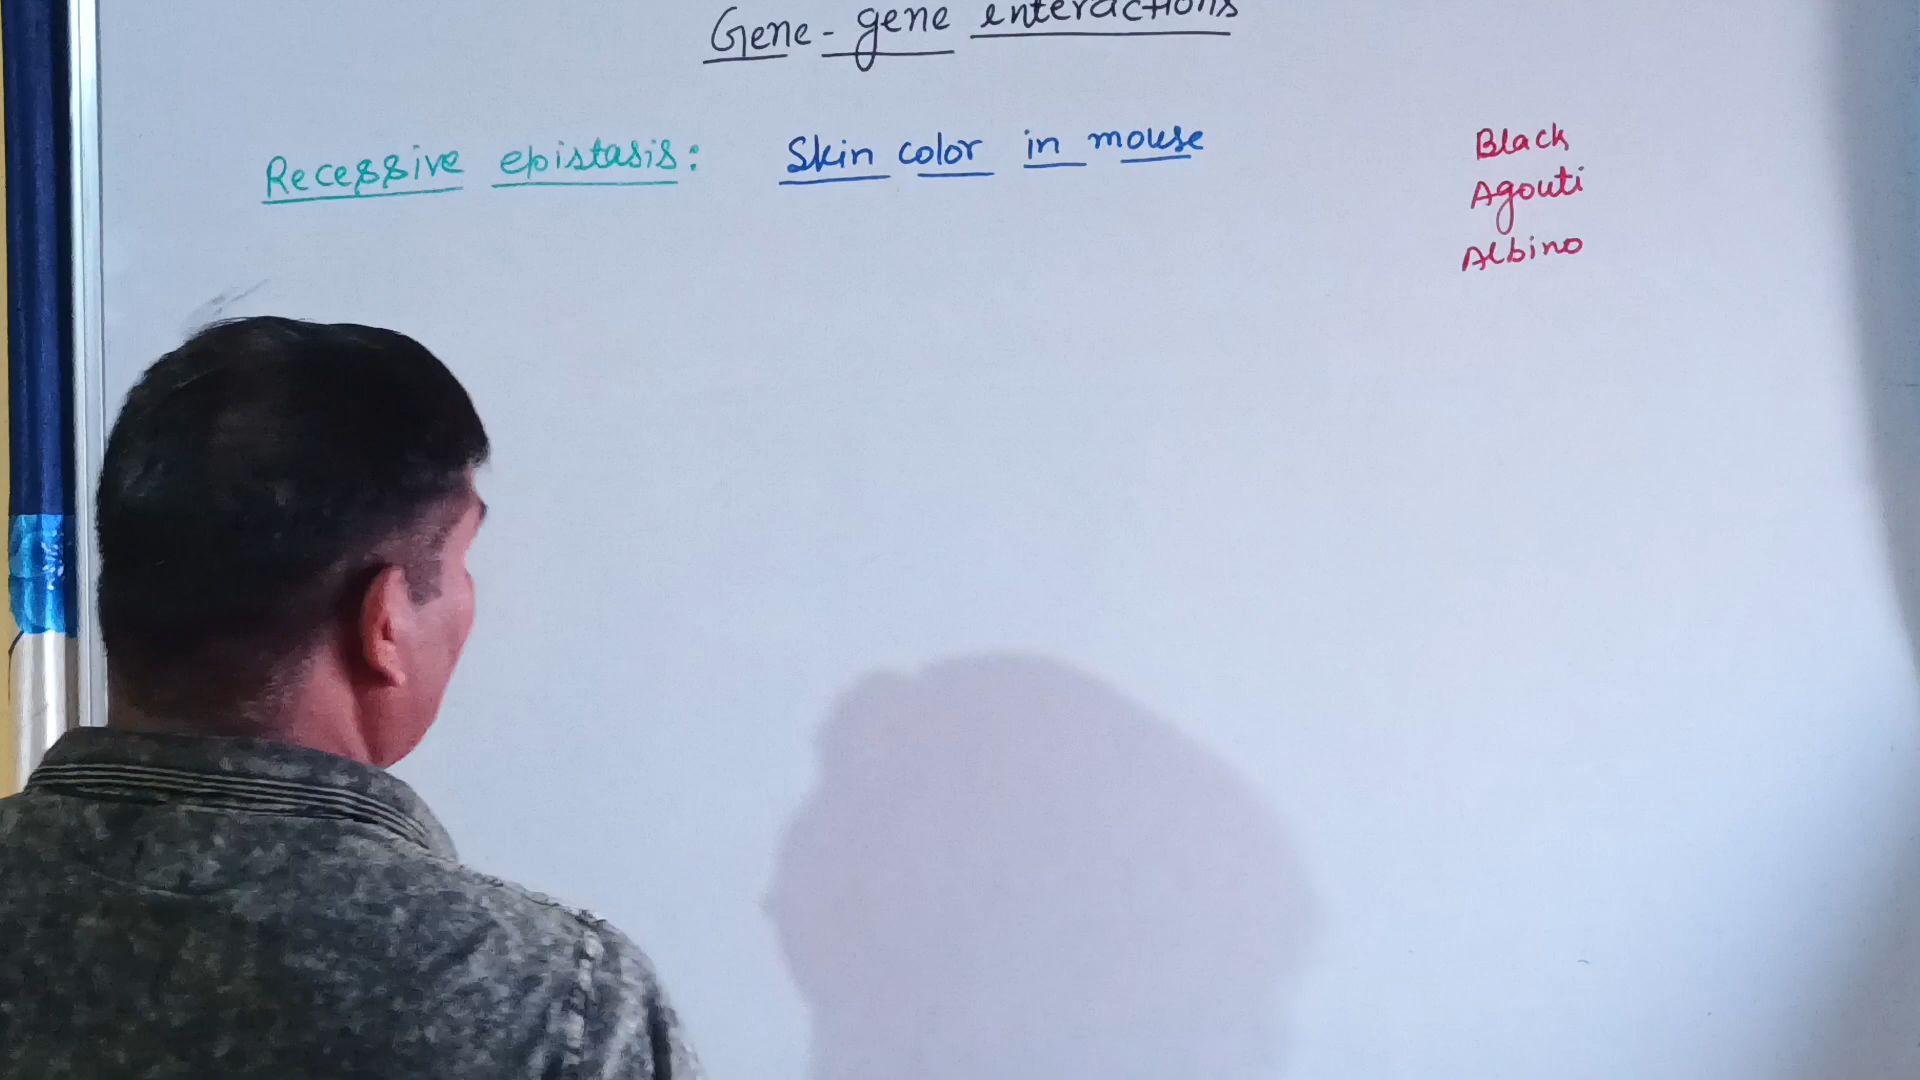 Gene - gene interactions
Recessive epistasis: Skin color in mouse
Black
Agouti
Albino